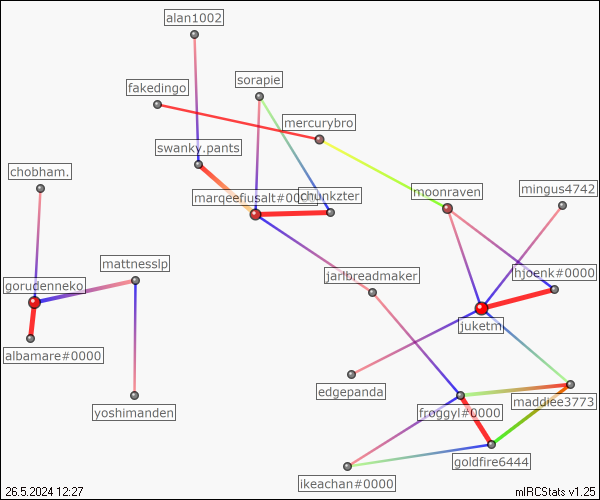 alan1002
sorapie
fakedingo
mercurybro
swanky.pants
chobham.
mingus4742
moonraven
marqeefiusalt#0000
chunkzter
mattnesslp
hjoenk#0000
jarlbreadmaker
gorudenneko
juketm
albamare#0000
edgepanda
maddiee3773
yoshimanden
froggyl#0000
goldfire6444
ikeachan#0000
26.5.2024 12:27
mIRCStats v1.25